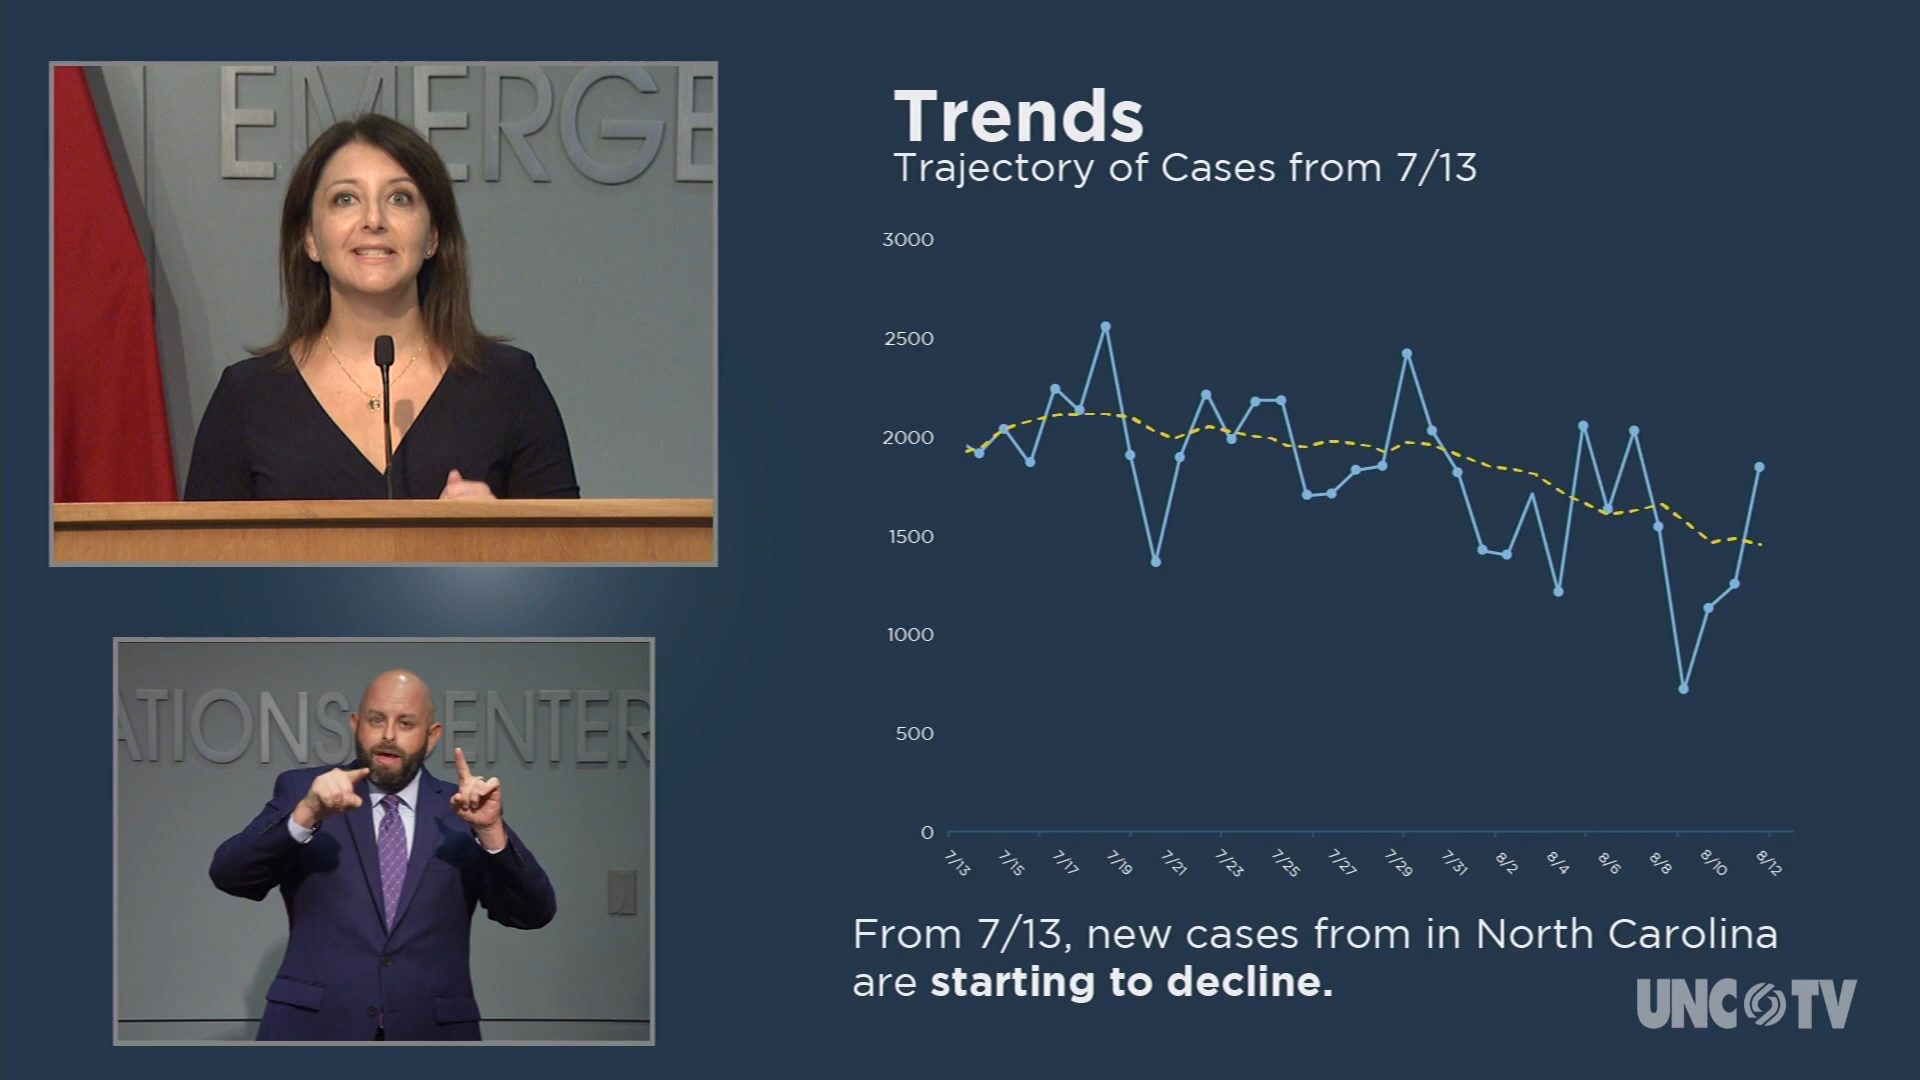 EMERGE
Trends
Trajectory of Cases from 7/13
3000
2500
2000
1500
1000
500
0
7/13 7/15 7/17 7/19 7/21 7/23 7/25 7/27 7/29 7/31 8/2 8/4 8/6 8/8 8/10 8/12
From 7/13, new cases from in North Carolina
are starting to decline.
ATIONS CENTER
UNC TV